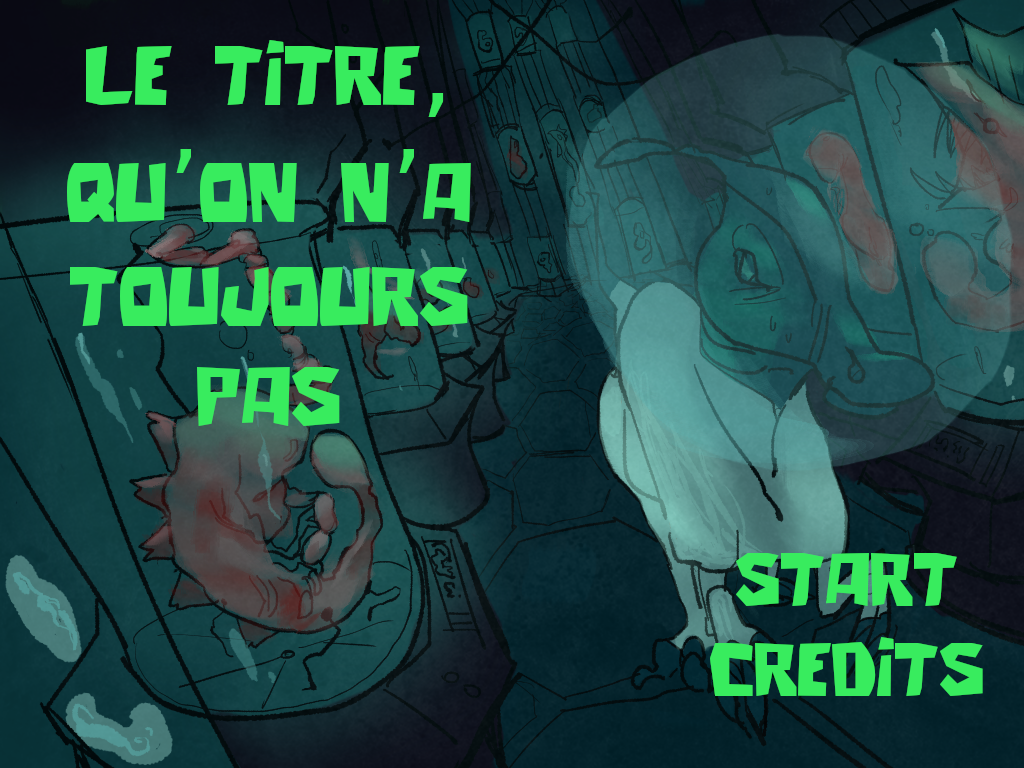 LE TiTRE,
QU'ON N'A
TOUJOURS
PAS
START
CREDiTS